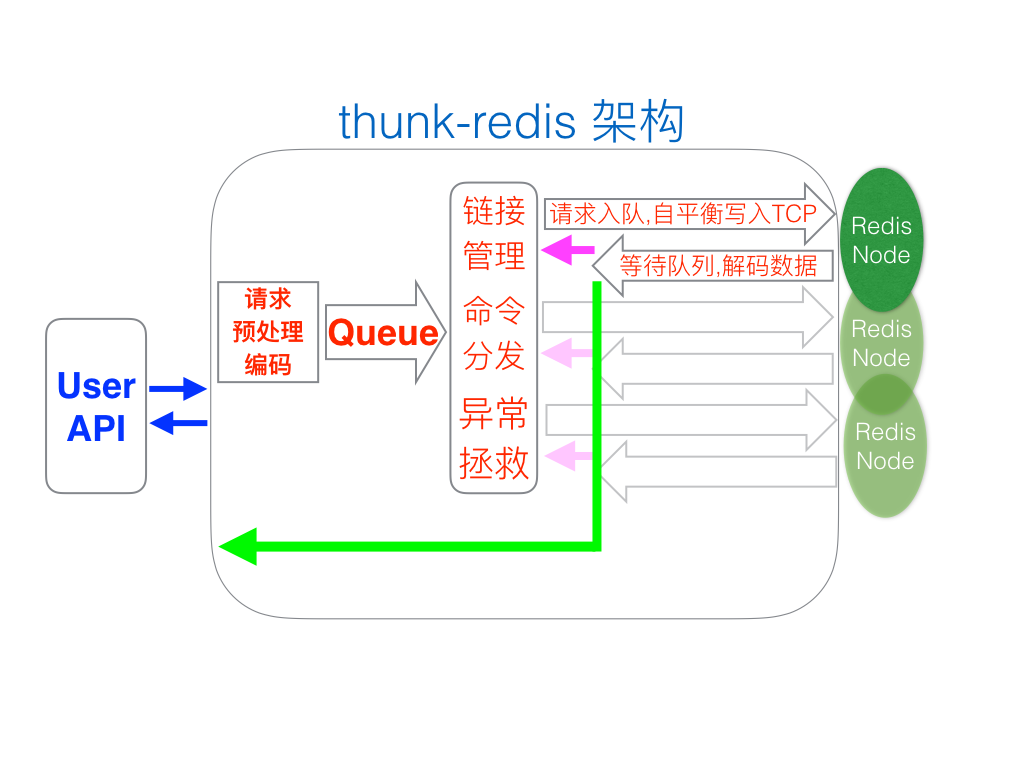 thunk-redis 架构
User
API
请求
预处理
编码
Queue
链接
管理
命令
分发
异常
拯救
请求入队,自平衡写入TCP
等待队列,解码数据
Redis
Node
Redis
Node
Redis
Node